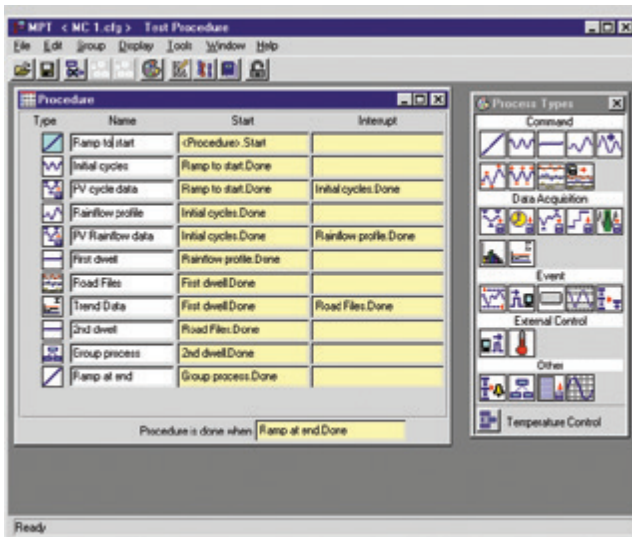 MPT < MC 1.cfg > Test Procedure
File Edit Group Display Tools Window Help
Procedure
Type Name Start Interrupt
Ramp to start <Procedure>.Start
Initial cycles Ramp to start.Done
PV cycle data Ramp to start.Done Initial cycles.Done
Rainflow profile Initial cycles.Done
PV Rainflow data Initial cycles.Done Rainflow profile.Done
First dwell Rainflow profile.Done
Road Files First dwell.Done
Trend Data First dwell.Done Road Files.Done
2nd dwell Road Files.Done
Group process 2nd dwell.Done
Ramp at end Group process.Done
Procedure is done when Ramp at end.Done
Process Types
Command
Data Acquisition
Event
External Control
Other
Temperature Control
Ready